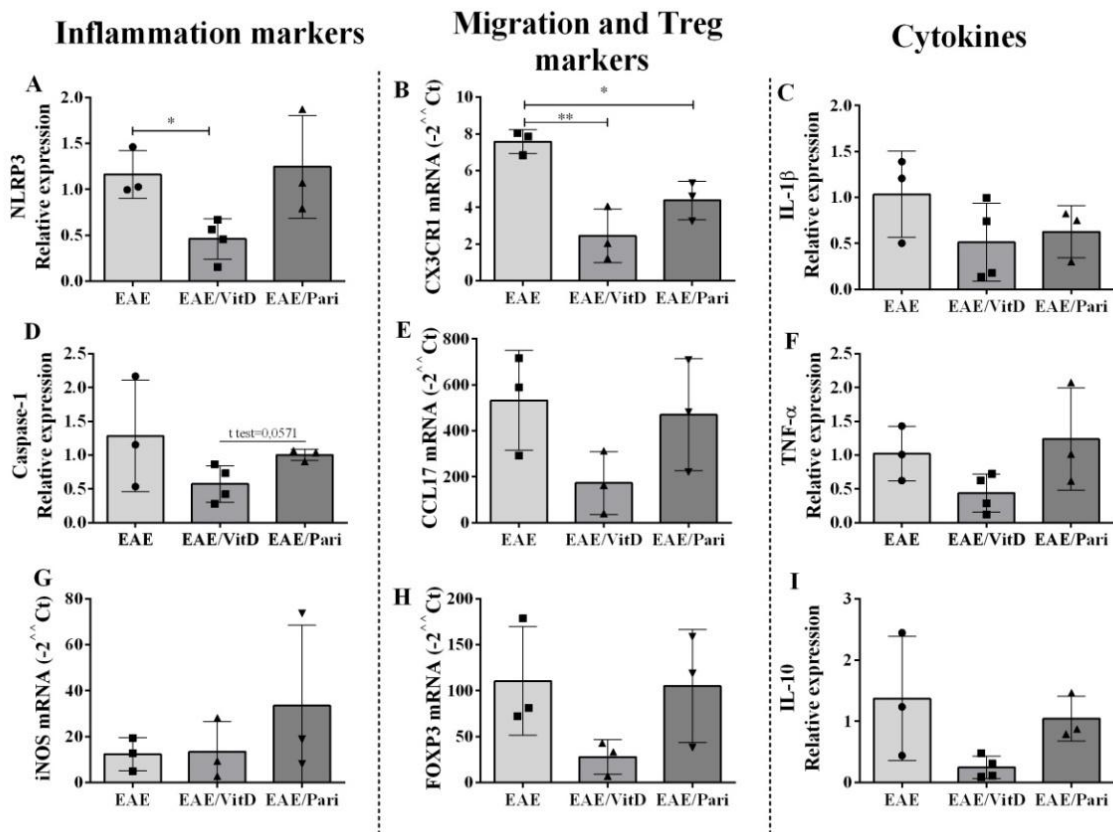 Inflammation markers
Migration and Treg
markers
Cytokines
A
NLRP3
Relative expression
2.0
1.5
1.0
0.5
0.0
*
EAE
EAE/VitD
EAE/Pari
B
CX3CR1 mRNA (-2^^Ct)
8
6
4
2
0
*
**
EAE
EAE/VitD
EAE/Pari
C
IL-1β
Relative expression
2.0
1.5
1.0
0.5
0.0
EAE
EAE/VitD
EAE/Pari
D
Caspase-1
Relative expression
2.5
2.0
1.5
1.0
0.5
0.0
t test=0,0571
EAE
EAE/VitD
EAE/Pari
E
CCL17 mRNA (-2^^Ct)
800
600
400
200
0
EAE
EAE/VitD
EAE/Pari
F
TNF-α
Relative expression
2.5
2.0
1.5
1.0
0.5
0.0
EAE
EAE/VitD
EAE/Pari
G
iNOS mRNA (-2^^Ct)
80
60
40
20
0
EAE
EAE/VitD
EAE/Pari
H
FOXP3 mRNA (-2^^Ct)
200
150
100
50
0
EAE
EAE/VitD
EAE/Pari
I
IL-10
Relative expression
3
2
1
0
EAE
EAE/VitD
EAE/Pari